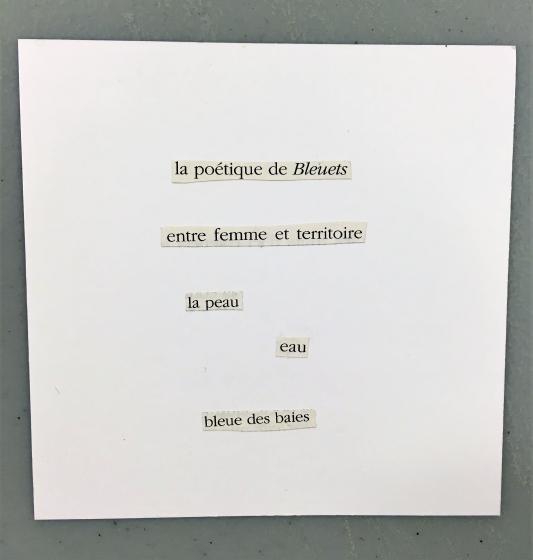 la poétique de Bleuets
entre femme et territoire
la peau
eau
bleue des baies